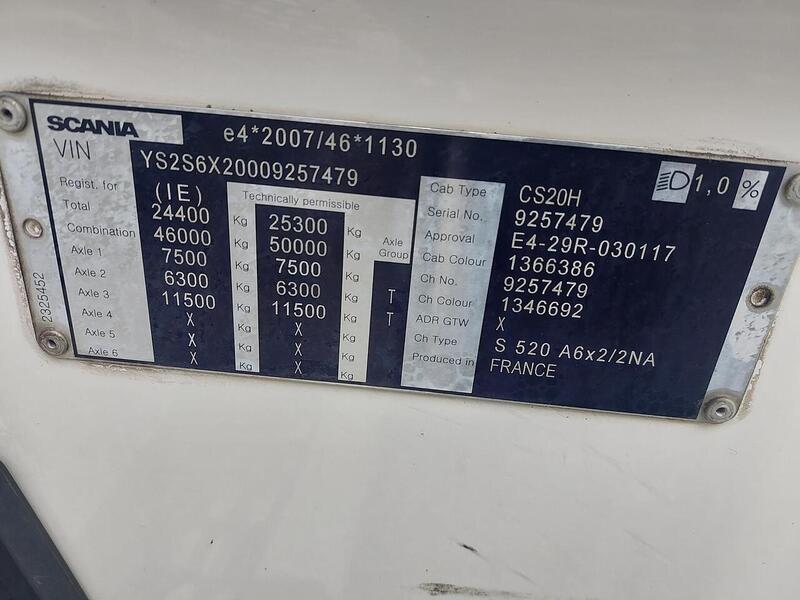 SCANIA e4*2007/46*1130
VIN YS2S6X20009257479
Regist. for (IE) Technically permissible
Total 24400 Kg 25300 Kg
Combination 46000 Kg 50000 Kg Axle Group
Axle 1 7500 Kg 7500 Kg
Axle 2 6300 Kg 6300 Kg T
Axle 3 11500 Kg 11500 Kg T
Axle 4 X Kg X Kg
Axle 5 X Kg X Kg
Axle 6 X Kg X Kg
Cab Type CS20H
Serial No. 9257479
Approval E4-29R-030117
Cab Colour 1366386
Ch No. 9257479
Ch Colour 1346692
ADR GTW X
Ch Type S 520 A6x2/2NA
Produced in FRANCE
1,0 %
2325452